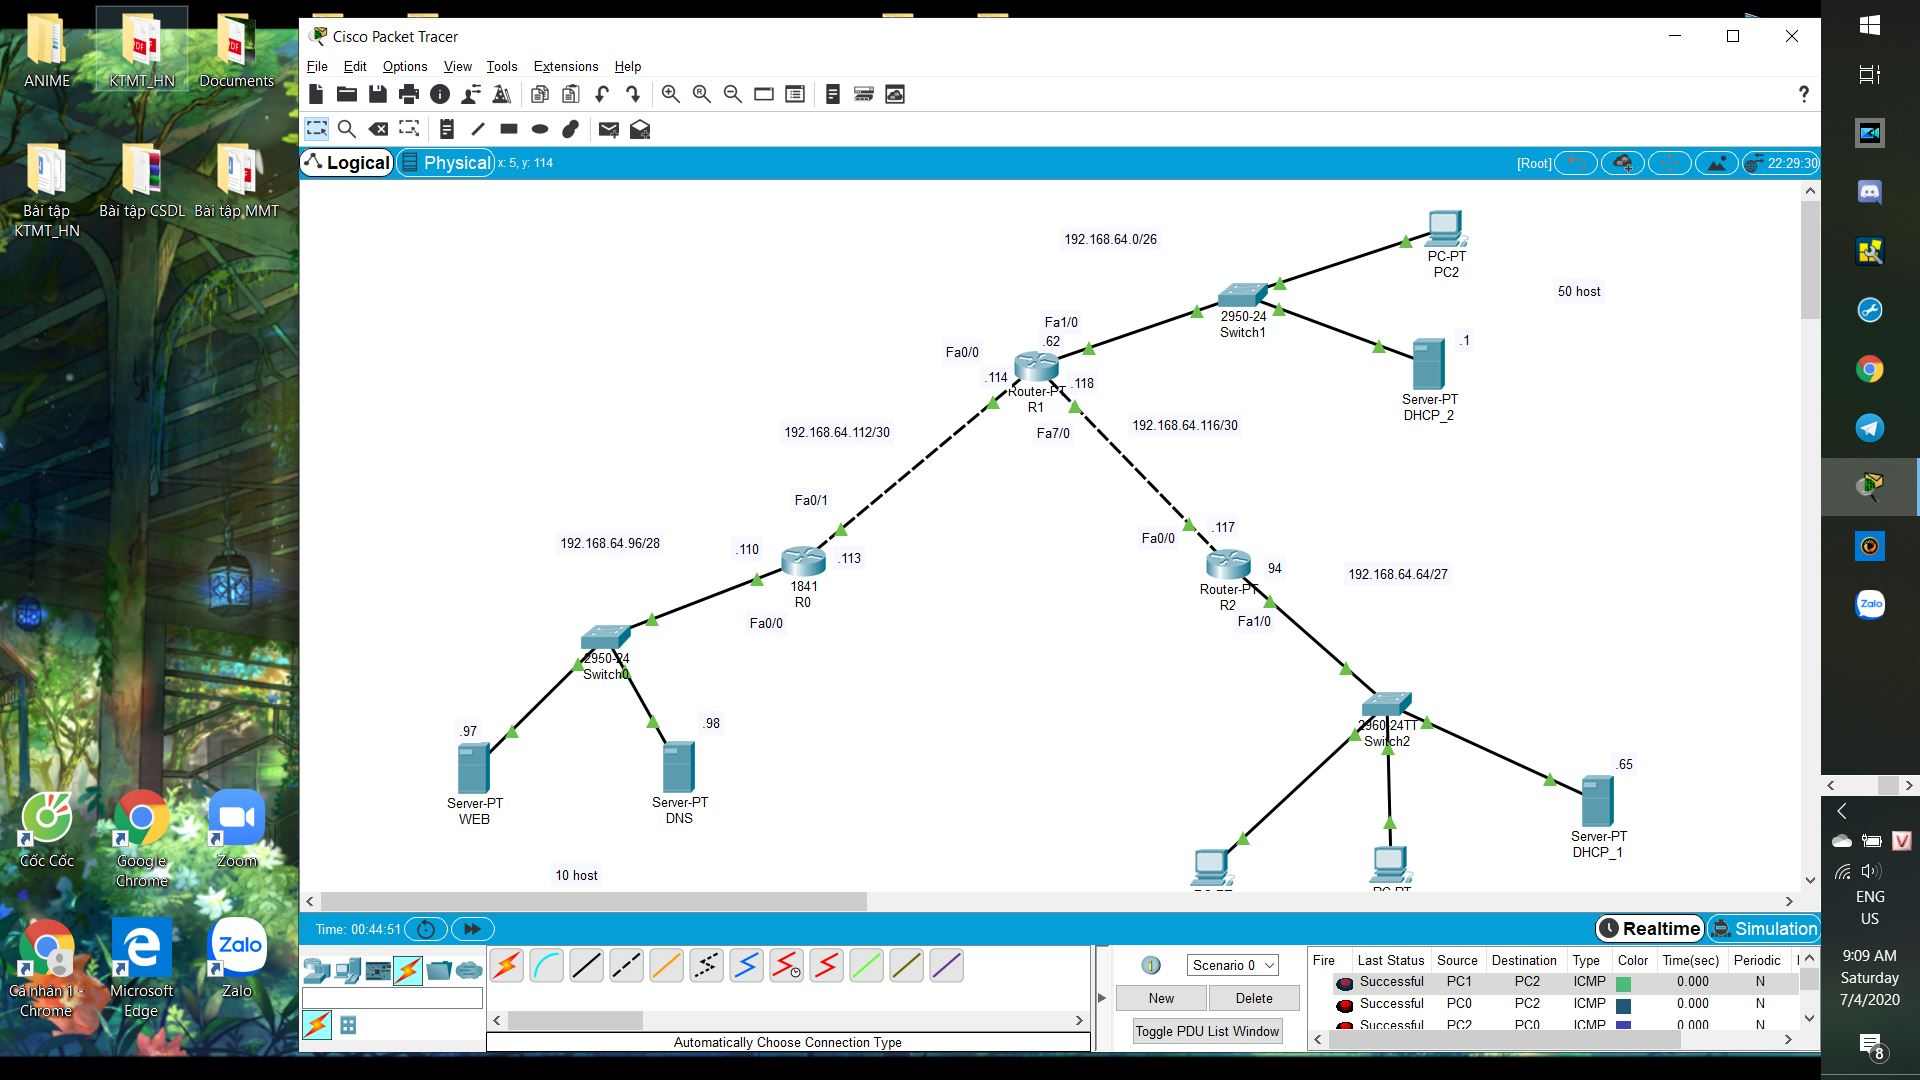 ANIME
KTMT_HN
Documents
Bài tập
KTMT_HN
Bài tập CSDL
Bài tập MMT
Cốc Cốc
Google
Chrome
Zoom
Cá nhân 1 -
Chrome
Microsoft
Edge
Zalo
Zalo
Cisco Packet Tracer
File Edit Options View Tools Extensions Help
?
Logical
Physical
x: 5, y: 114
[Root]
22:29:30
192.168.64.0/26
PC-PT
PC2
50 host
2950-24
Switch1
.1
Server-PT
DHCP_2
Fa1/0
.62
Fa0/0
.114
.118
Router-PT
R1
Fa7/0
192.168.64.112/30
192.168.64.116/30
Fa0/1
192.168.64.96/28
.110
.113
1841
R0
Fa0/0
.117
Fa0/0
94
192.168.64.64/27
Router-PT
R2
Fa1/0
2950-24
Switch0
.97
.98
Server-PT
WEB
Server-PT
DNS
10 host
2960-24TT
Switch2
.65
Server-PT
DHCP_1
PC-PT
PC-PT
Time: 00:44:51
Realtime
Simulation
Automatically Choose Connection Type
Scenario 0
New
Delete
Toggle PDU List Window
Fire Last Status Source Destination Type Color Time(sec) Periodic
Successful PC1 PC2 ICMP 0.000 N
Successful PC0 PC2 ICMP 0.000 N
Successful PC2 PC0 ICMP 0.000 N
Zalo
V
ENG
US
9:09 AM
Saturday
7/4/2020
8